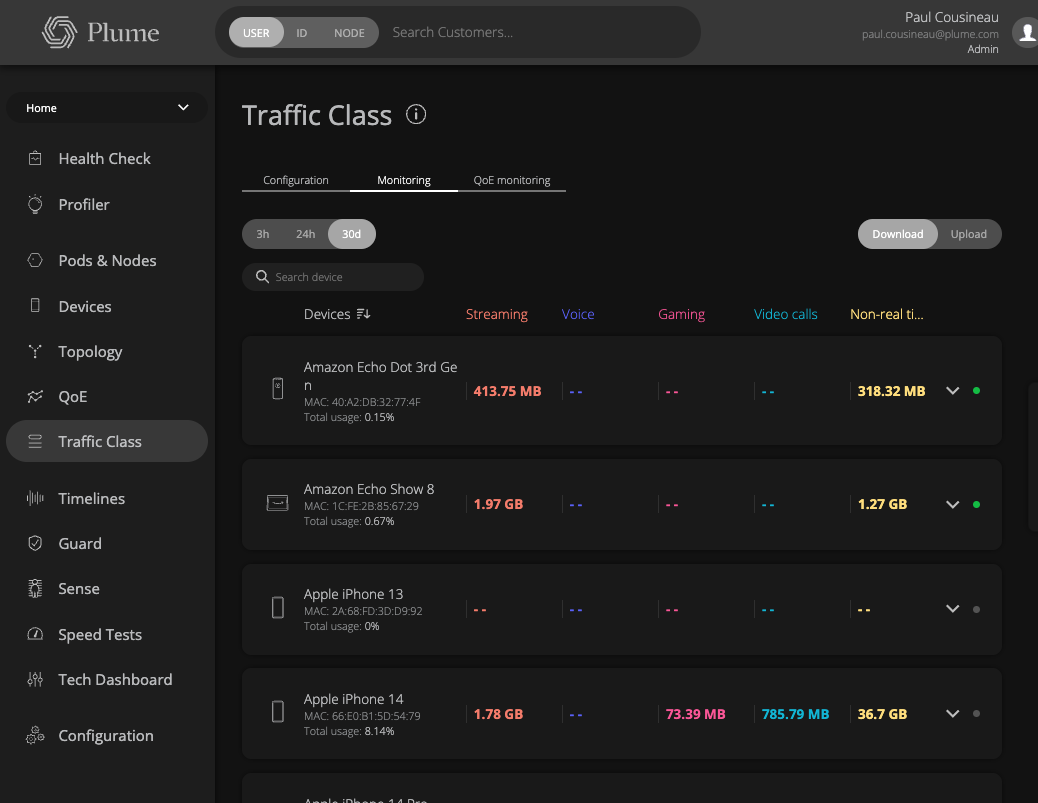 Plume
USER ID NODE Search Customers...
Paul Cousineau
paul.cousineau@plume.com
Admin
Home
Health Check
Profiler
Pods & Nodes
Devices
Topology
QoE
Traffic Class
Timelines
Guard
Sense
Speed Tests
Tech Dashboard
Configuration
Traffic Class
Configuration Monitoring QoE monitoring
3h 24h 30d Download Upload
Search device
Devices Streaming Voice Gaming Video calls Non-real ti...
Amazon Echo Dot 3rd Ge
n
MAC: 40:A2:DB:32:77:4F
Total usage: 0.15%
413.75 MB -- -- -- 318.32 MB
Amazon Echo Show 8
MAC: 1C:FE:2B:85:67:29
Total usage: 0.67%
1.97 GB -- -- -- 1.27 GB
Apple iPhone 13
MAC: 2A:68:FD:3D:D9:92
Total usage: 0%
-- -- -- -- --
Apple iPhone 14
MAC: 66:E0:B1:5D:54:79
Total usage: 8.14%
1.78 GB -- 73.39 MB 785.79 MB 36.7 GB
Apple iPhone 14 Pro